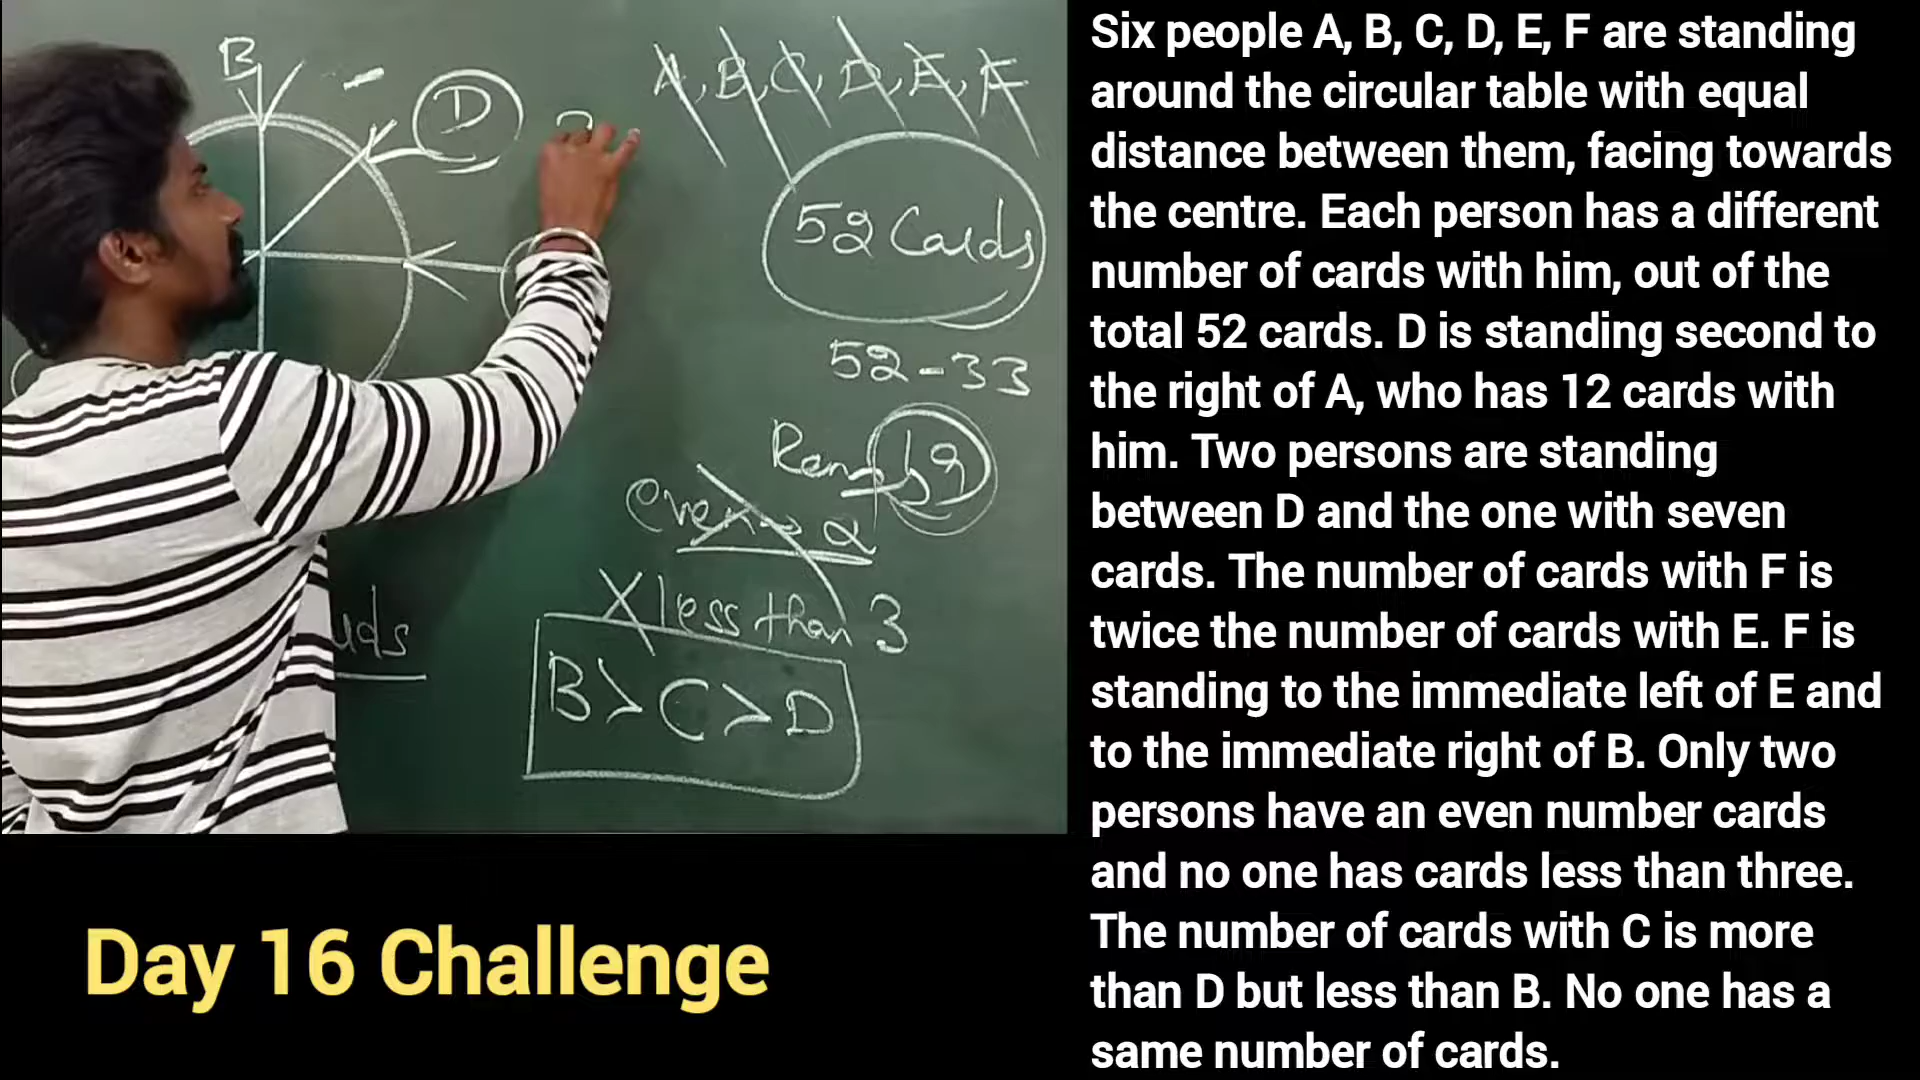 B
D
A, B, C, D, E, F
52 Cards
52-33
19
even → 2
X less than 3
B > C > D
Day 16 Challenge
Six people A, B, C, D, E, F are standing
around the circular table with equal
distance between them, facing towards
the centre. Each person has a different
number of cards with him, out of the
total 52 cards. D is standing second to
the right of A, who has 12 cards with
him. Two persons are standing
between D and the one with seven
cards. The number of cards with F is
twice the number of cards with E. F is
standing to the immediate left of E and
to the immediate right of B. Only two
persons have an even number cards
and no one has cards less than three.
The number of cards with C is more
than D but less than B. No one has a
same number of cards.